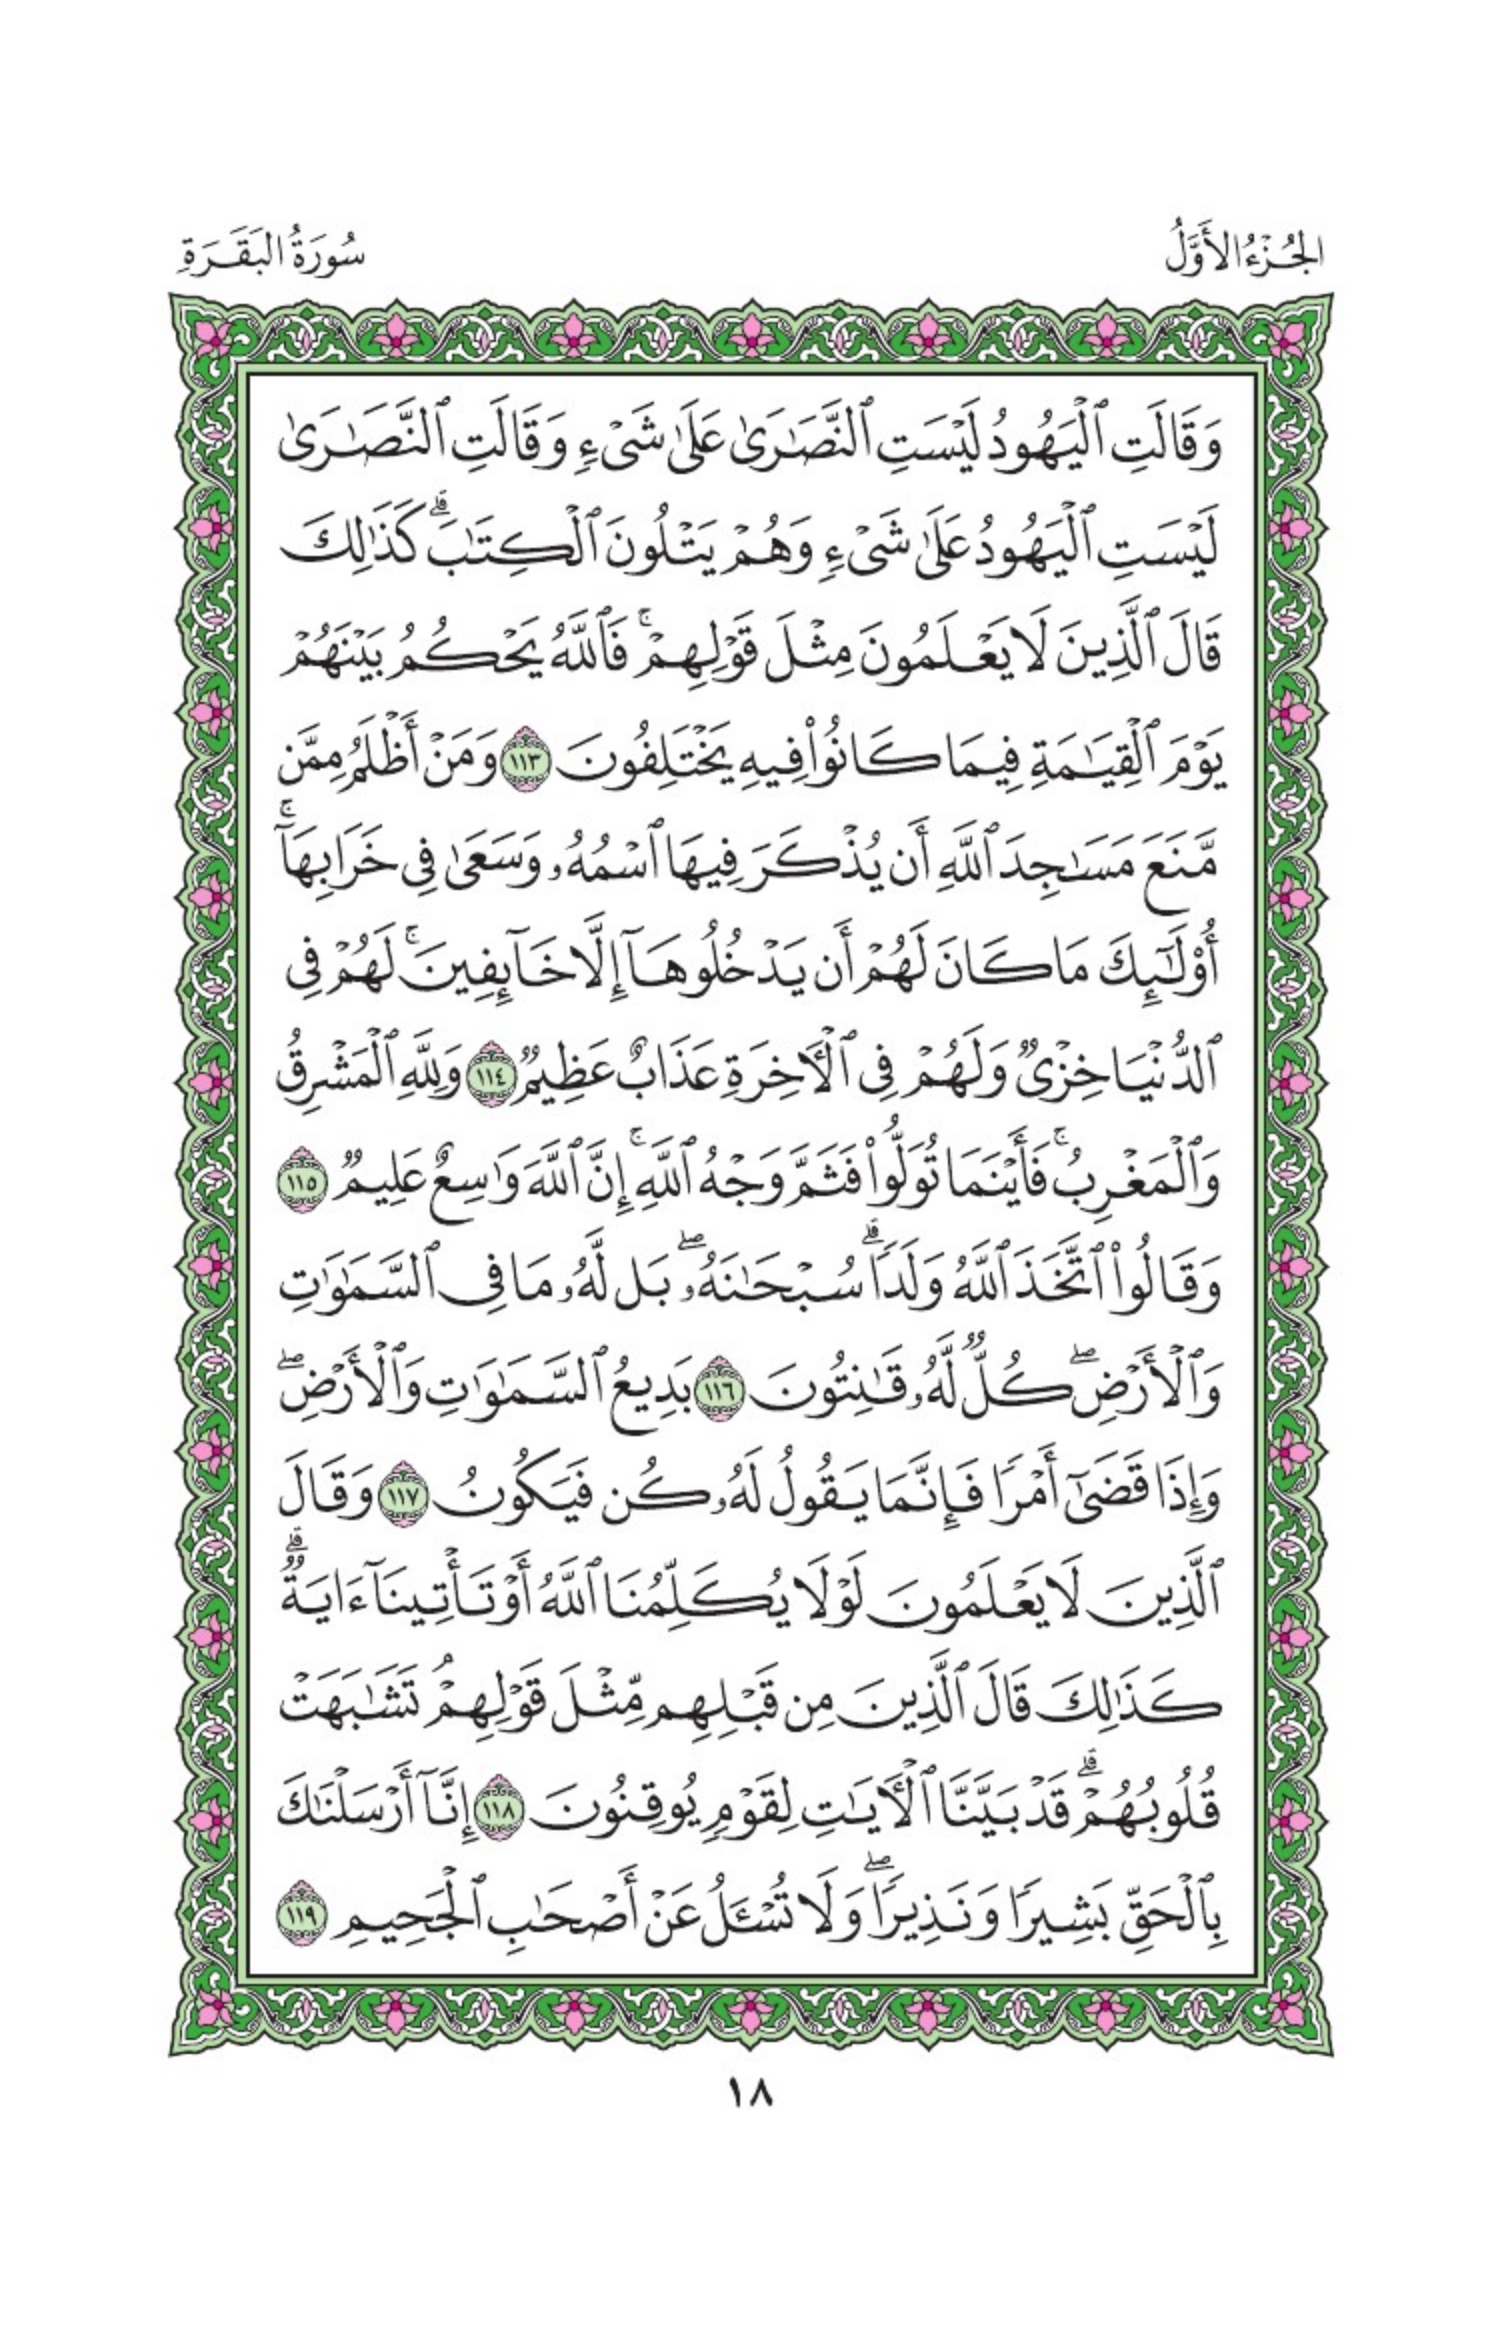 الجُزْءُ الأَوَّلُ
سُورَةُ البَقَرَةِ
وَقَالَتِ ٱلْيَهُودُ لَيْسَتِ ٱلنَّصَٰرَىٰ عَلَىٰ شَىْءٍ وَقَالَتِ ٱلنَّصَٰرَىٰ
لَيْسَتِ ٱلْيَهُودُ عَلَىٰ شَىْءٍ وَهُمْ يَتْلُونَ ٱلْكِتَٰبَ ۗ كَذَٰلِكَ
قَالَ ٱلَّذِينَ لَا يَعْلَمُونَ مِثْلَ قَوْلِهِمْ ۚ فَٱللَّهُ يَحْكُمُ بَيْنَهُمْ
يَوْمَ ٱلْقِيَٰمَةِ فِيمَا كَانُوا۟ فِيهِ يَخْتَلِفُونَ ١١٣ وَمَنْ أَظْلَمُ مِمَّن
مَّنَعَ مَسَٰجِدَ ٱللَّهِ أَن يُذْكَرَ فِيهَا ٱسْمُهُۥ وَسَعَىٰ فِى خَرَابِهَآ ۚ
أُو۟لَٰٓئِكَ مَا كَانَ لَهُمْ أَن يَدْخُلُوهَآ إِلَّا خَآئِفِينَ ۚ لَهُمْ فِى
ٱلدُّنْيَا خِزْىٌ وَلَهُمْ فِى ٱلْءَاخِرَةِ عَذَابٌ عَظِيمٌ ١١٤ وَلِلَّهِ ٱلْمَشْرِقُ
وَٱلْمَغْرِبُ ۚ فَأَيْنَمَا تُوَلُّوا۟ فَثَمَّ وَجْهُ ٱللَّهِ ۚ إِنَّ ٱللَّهَ وَٰسِعٌ عَلِيمٌ ١١٥
وَقَالُوا۟ ٱتَّخَذَ ٱللَّهُ وَلَدًا ۗ سُبْحَٰنَهُۥ ۖ بَل لَّهُۥ مَا فِى ٱلسَّمَٰوَٰتِ
وَٱلْأَرْضِ ۖ كُلٌّ لَّهُۥ قَٰنِتُونَ ١١٦ بَدِيعُ ٱلسَّمَٰوَٰتِ وَٱلْأَرْضِ ۖ
وَإِذَا قَضَىٰٓ أَمْرًا فَإِنَّمَا يَقُولُ لَهُۥ كُن فَيَكُونُ ١١٧ وَقَالَ
ٱلَّذِينَ لَا يَعْلَمُونَ لَوْلَا يُكَلِّمُنَا ٱللَّهُ أَوْ تَأْتِينَآ ءَايَةٌ ۗ
كَذَٰلِكَ قَالَ ٱلَّذِينَ مِن قَبْلِهِم مِّثْلَ قَوْلِهِمْ ۘ تَشَٰبَهَتْ
قُلُوبُهُمْ ۗ قَدْ بَيَّنَّا ٱلْءَايَٰتِ لِقَوْمٍ يُوقِنُونَ ١١٨ إِنَّآ أَرْسَلْنَٰكَ
بِٱلْحَقِّ بَشِيرًا وَنَذِيرًا ۖ وَلَا تُسْـَٔلُ عَنْ أَصْحَٰبِ ٱلْجَحِيمِ ١١٩
١٨